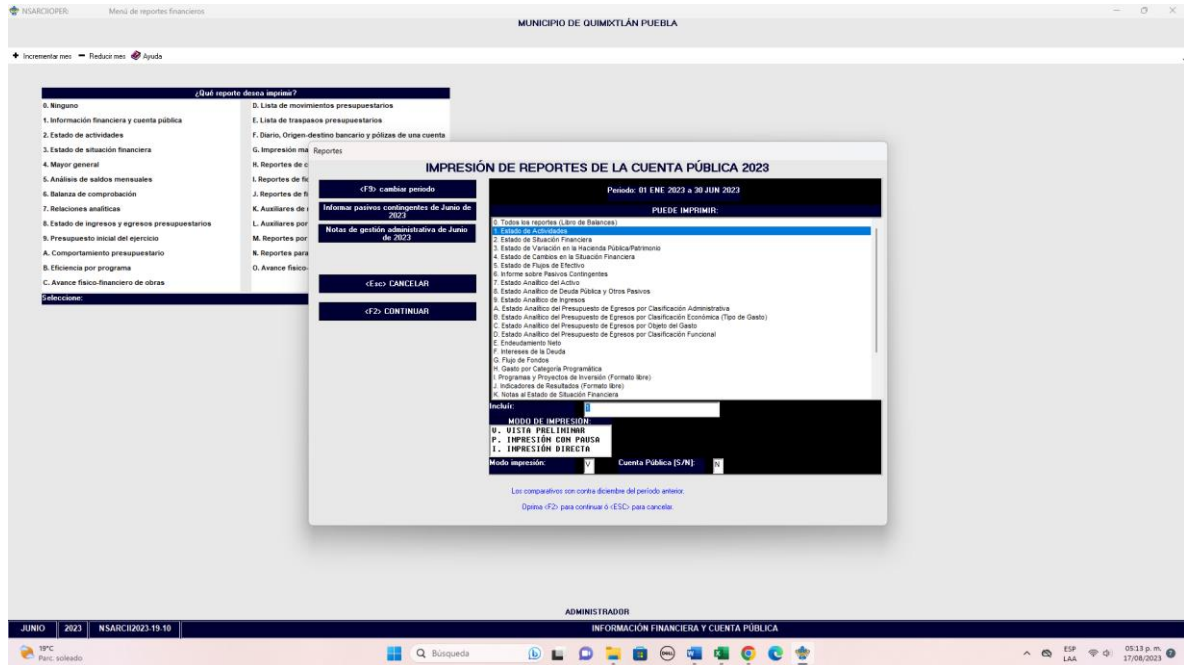 NSARCIIOPER: Menú de reportes financieros
MUNICIPIO DE QUIMIXTLÁN PUEBLA
Incrementar mes Reducir mes Ayuda
¿Qué reporte desea imprimir?
0. Ninguno
1. Información financiera y cuenta pública
2. Estado de actividades
3. Estado de situación financiera
4. Mayor general
5. Análisis de saldos mensuales
6. Balanza de comprobación
7. Relaciones analíticas
8. Estado de ingresos y egresos presupuestarios
9. Presupuesto inicial del ejercicio
A. Comportamiento presupuestario
B. Eficiencia por programa
C. Avance físico-financiero de obras
D. Lista de movimientos presupuestarios
E. Lista de traspasos presupuestarios
F. Diario, Origen-destino bancario y pólizas de una cuenta
G. Impresión ma
H. Reportes de c
I. Reportes de fi
J. Reportes de fi
K. Auxiliares de
L. Auxiliares por
M. Reportes por
N. Reportes para
O. Avance físico-
Seleccione:
Reportes
IMPRESIÓN DE REPORTES DE LA CUENTA PÚBLICA 2023
<F9> cambiar periodo
Informar pasivos contingentes de Junio de
2023
Notas de gestión administrativa de Junio
de 2023
<Esc> CANCELAR
<F2> CONTINUAR
Periodo: 01 ENE 2023 a 30 JUN 2023
PUEDE IMPRIMIR:
0. Todos los reportes (Libro de Balances)
1. Estado de Actividades
2. Estado de Situación Financiera
3. Estado de Variación en la Hacienda Pública/Patrimonio
4. Estado de Cambios en la Situación Financiera
5. Estado de Flujos de Efectivo
6. Informe sobre Pasivos Contingentes
7. Estado Analítico del Activo
8. Estado Analítico de Deuda Pública y Otros Pasivos
9. Estado Analítico de Ingresos
A. Estado Analítico del Presupuesto de Egresos por Clasificación Administrativa
B. Estado Analítico del Presupuesto de Egresos por Clasificación Económica (Tipo de Gasto)
C. Estado Analítico del Presupuesto de Egresos por Objeto del Gasto
D. Estado Analítico del Presupuesto de Egresos por Clasificación Funcional
E. Endeudamiento Neto
F. Intereses de la Deuda
G. Flujo de Fondos
H. Gasto por Categoría Programática
I. Programas y Proyectos de Inversión (Formato libre)
J. Indicadores de Resultados (Formato libre)
K. Notas al Estado de Situación Financiera
Incluir: 1
MODO DE IMPRESIÓN:
V. VISTA PRELIMINAR
P. IMPRESIÓN CON PAUSA
I. IMPRESIÓN DIRECTA
Modo impresión: V Cuenta Pública [S/N]: N
Los comparativos son contra diciembre del período anterior.
Oprima <F2> para continuar ó <ESC> para cancelar.
ADMINISTRADOR
JUNIO 2023 NSARCII2023-19-10 INFORMACIÓN FINANCIERA Y CUENTA PÚBLICA
19°C
Parc. soleado
Búsqueda
ESP
LAA
05:13 p. m.
17/08/2023